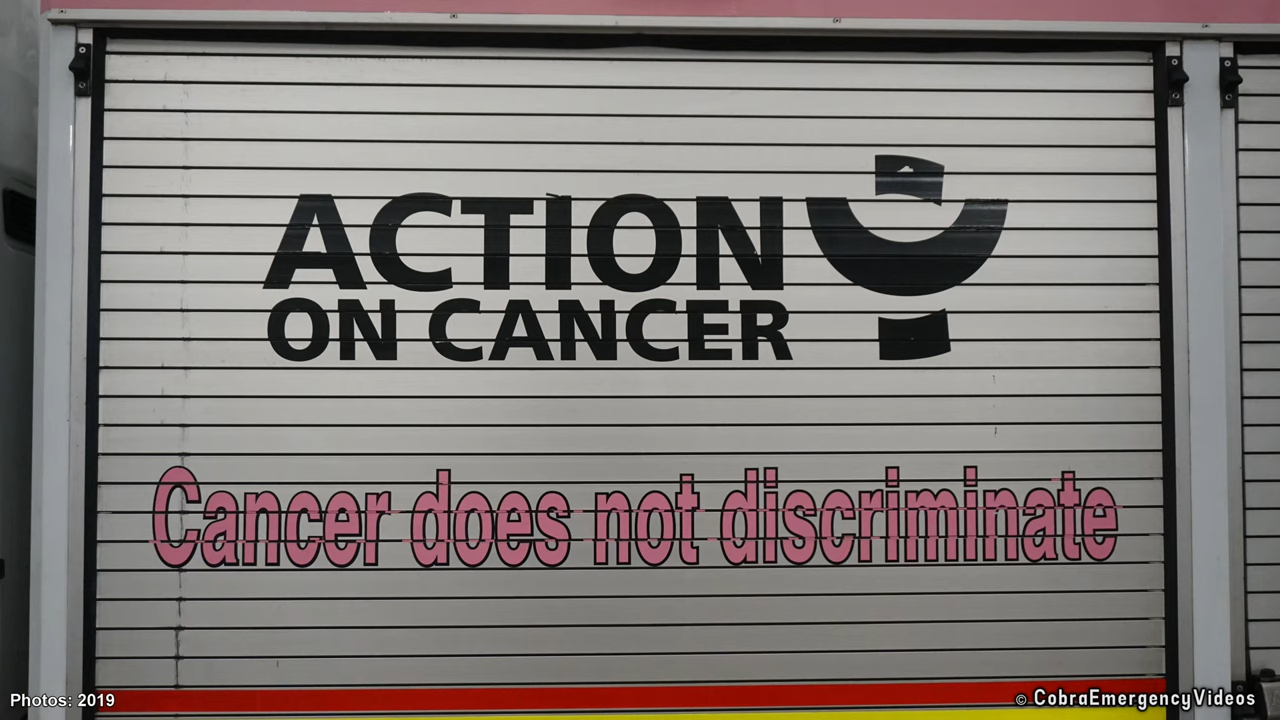 ACTION
ON CANCER
Cancer does not discriminate
Photos: 2019
© CobraEmergencyVideos